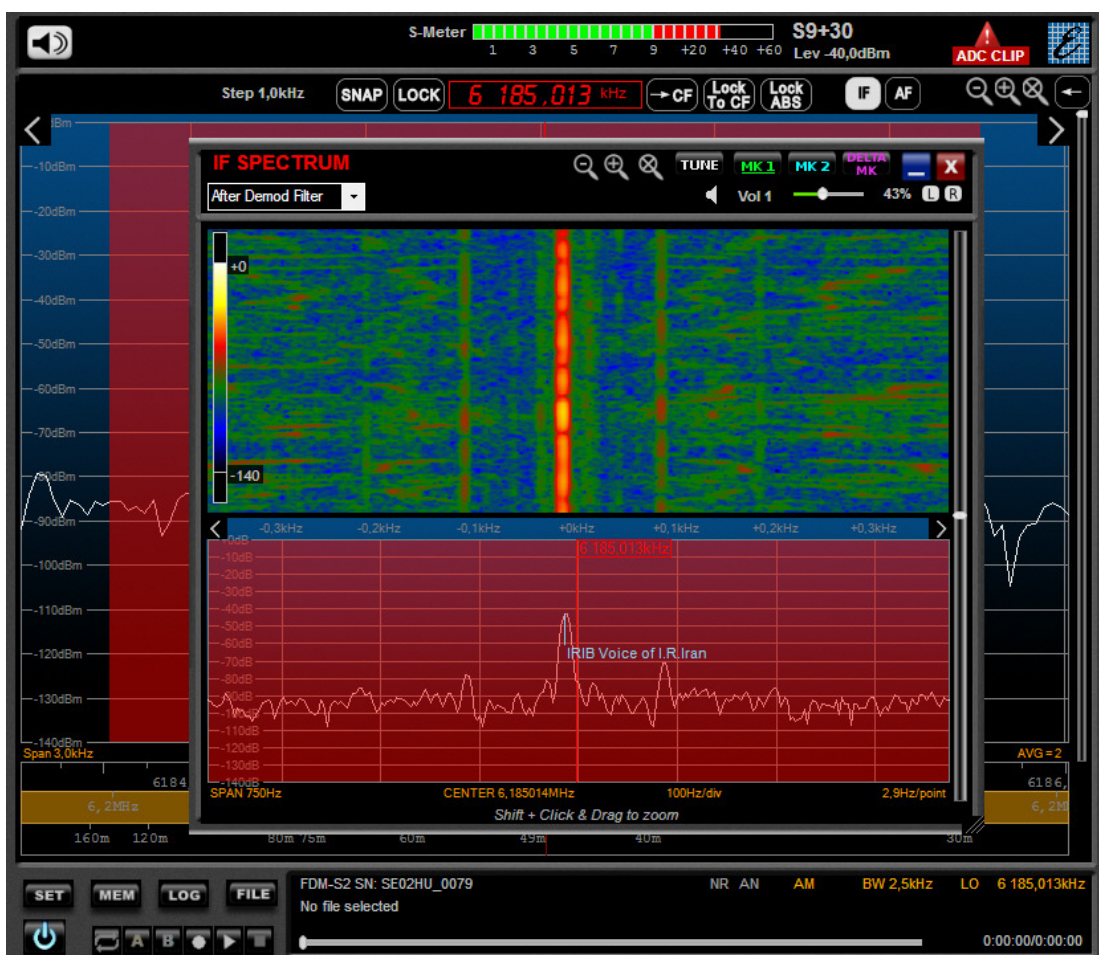 S-Meter
1 3 5 7 9 +20 +40 +60
S9+30
Lev -40,0dBm
ADC CLIP
Step 1,0kHz
SNAP
LOCK
6 185.013 kHz
→ CF
Lock To CF
Lock ABS
IF
AF
dBm
-10dBm
-20dBm
-30dBm
-40dBm
-50dBm
-60dBm
-70dBm
-80dBm
-90dBm
-100dBm
-110dBm
-120dBm
-130dBm
-140dBm
IF SPECTRUM
TUNE
MK 1
MK 2
DELTA MK
X
After Demod Filter
Vol 1
43%
L R
+0
-140
-0,3kHz -0,2kHz -0,1kHz +0kHz +0,1kHz +0,2kHz +0,3kHz
-0dB
-10dB
-20dB
-30dB
-40dB
-50dB
-60dB
-70dB
-80dB
-90dB
-100dB
-110dB
-120dB
-130dB
-140dB
6 185,013kHz
IRIB Voice of I.R.Iran
SPAN 750Hz CENTER 6,185014MHz 100Hz/div 2,9Hz/point
Shift + Click & Drag to zoom
Span 3,0kHz
AVG = 2
6184
6186,
6,2MHz
6,2M
160m 120m 80m 75m 60m 49m 40m 30m
SET
MEM
LOG
FILE
A
B
FDM-S2 SN: SE02HU_0079
No file selected
NR AN AM BW 2,5kHz LO 6 185,013kHz
0:00:00/0:00:00